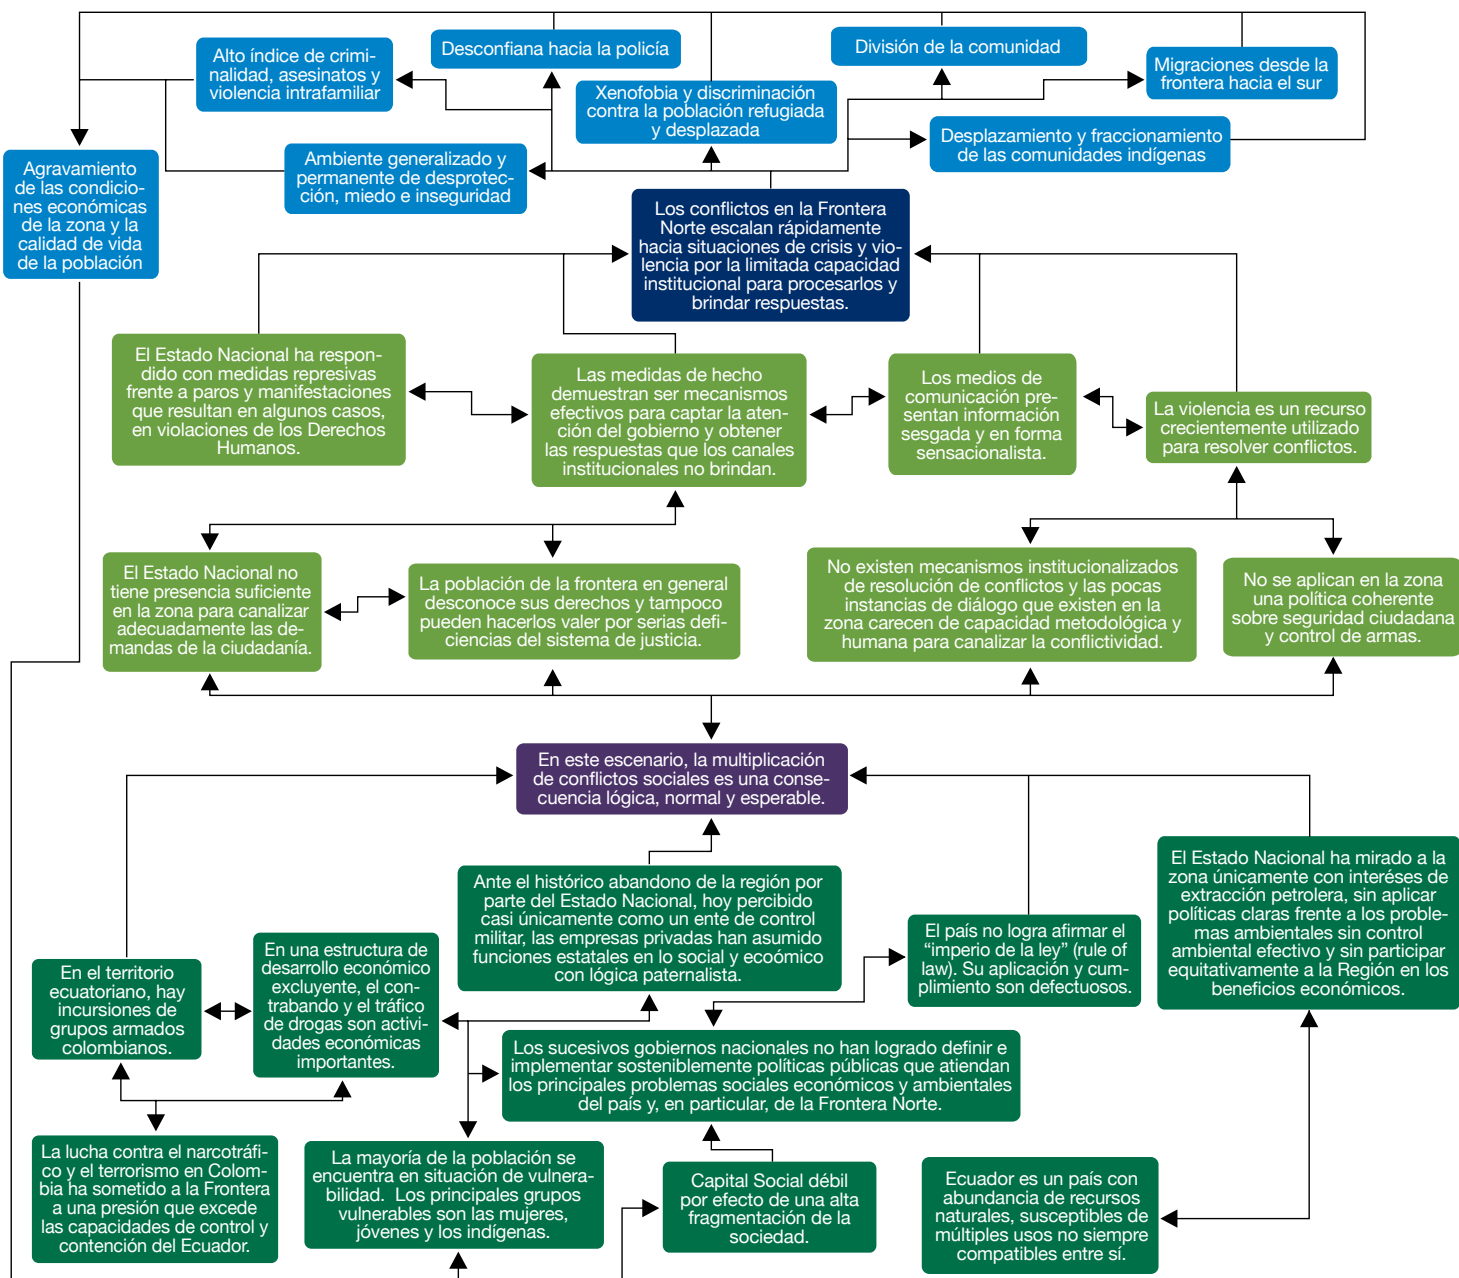 Desconfiana hacia la policía
División de la comunidad
Alto índice de crimi-
nalidad, asesinatos y
violencia intrafamiliar
Migraciones desde la
frontera hacia el sur
Xenofobia y discriminación
contra la población refugiada
y desplazada
Desplazamiento y fraccionamiento
de las comunidades indígenas
Ambiente generalizado y
permanente de desprotec-
ción, miedo e inseguridad
Agravamiento
de las condicio-
nes económicas
de la zona y la
calidad de vida
de la población
Los conflictos en la Frontera
Norte escalan rápidamente
hacia situaciones de crisis y vio-
lencia por la limitada capacidad
institucional para procesarlos y
brindar respuestas.
El Estado Nacional ha respon-
dido con medidas represivas
frente a paros y manifestaciones
que resultan en algunos casos,
en violaciones de los Derechos
Humanos.
Las medidas de hecho
demuestran ser mecanismos
efectivos para captar la aten-
ción del gobierno y obtener
las respuestas que los canales
institucionales no brindan.
Los medios de
comunicación pre-
sentan información
sesgada y en forma
sensacionalista.
La violencia es un recurso
crecientemente utilizado
para resolver conflictos.
El Estado Nacional no
tiene presencia suficiente
en la zona para canalizar
adecuadamente las de-
mandas de la ciudadanía.
La población de la frontera en general
desconoce sus derechos y tampoco
pueden hacerlos valer por serias defi-
ciencias del sistema de justicia.
No existen mecanismos institucionalizados
de resolución de conflictos y las pocas
instancias de diálogo que existen en la
zona carecen de capacidad metodológica y
humana para canalizar la conflictividad.
No se aplican en la zona
una política coherente
sobre seguridad ciudadana
y control de armas.
En este escenario, la multiplicación
de conflictos sociales es una conse-
cuencia lógica, normal y esperable.
Ante el histórico abandono de la región por
parte del Estado Nacional, hoy percibido
casi únicamente como un ente de control
militar, las empresas privadas han asumido
funciones estatales en lo social y ecoómico
con lógica paternalista.
El Estado Nacional ha mirado a la
zona únicamente con interéses de
extracción petrolera, sin aplicar
políticas claras frente a los proble-
mas ambientales sin control
ambiental efectivo y sin participar
equitativamente a la Región en los
beneficios económicos.
El país no logra afirmar el
“imperio de la ley” (rule of
law). Su aplicación y cum-
plimiento son defectuosos.
En una estructura de
desarrollo económico
excluyente, el con-
trabando y el tráfico
de drogas son activi-
dades económicas
importantes.
En el territorio
ecuatoriano, hay
incursiones de
grupos armados
colombianos.
Los sucesivos gobiernos nacionales no han logrado definir e
implementar sosteniblemente políticas públicas que atiendan
los principales problemas sociales económicos y ambientales
del país y, en particular, de la Frontera Norte.
La lucha contra el narcotráfi-
co y el terrorismo en Colom-
bia ha sometido a la Frontera
a una presión que excede
las capacidades de control y
contención del Ecuador.
La mayoría de la población se
encuentra en situación de vulnera-
bilidad. Los principales grupos
vulnerables son las mujeres,
jóvenes y los indígenas.
Capital Social débil
por efecto de una alta
fragmentación de la
sociedad.
Ecuador es un país con
abundancia de recursos
naturales, susceptibles de
múltiples usos no siempre
compatibles entre sí.